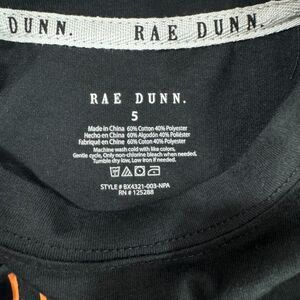 DUNN.
RAE DUNN.
RAE DUNN.
S
Made in China 60% Cotton 40% Polyester
Hecho en China 60% Algodón 40% Poliéster
Fabriqué en Chine 60% Coton 40% Polyester
Machine wash cold with like colors,
Gentle cycle, Only non-chlorine bleach when needed,
Tumble dry low, Low iron if needed.
STYLE # BX4321-003-NPA
RN # 125288